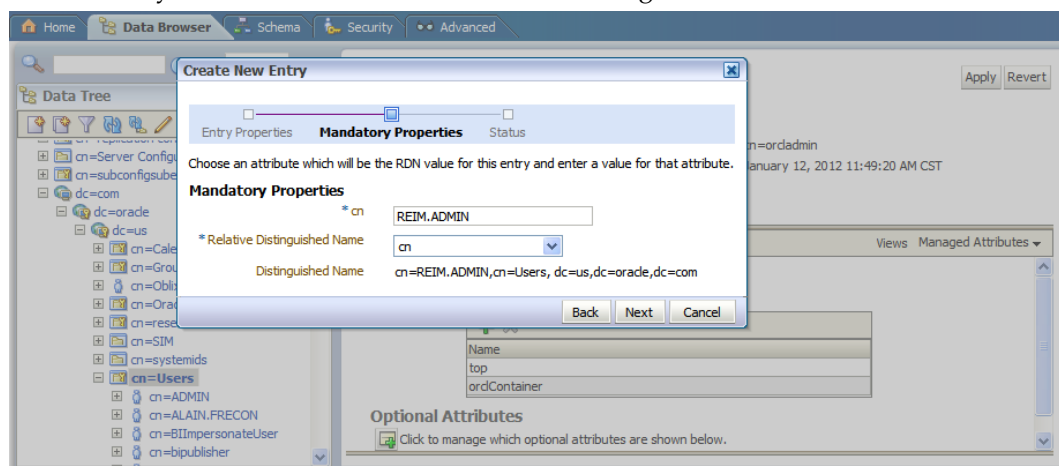 Home Data Browser Schema Security Advanced
Create New Entry
Apply Revert
Data Tree
Entry Properties Mandatory Properties Status
Choose an attribute which will be the RDN value for this entry and enter a value for that attribute.
Mandatory Properties
* cn REIM.ADMIN
* Relative Distinguished Name cn
Distinguished Name cn=REIM.ADMIN,cn=Users, dc=us,dc=oracle,dc=com
Back Next Cancel
n=orcladmin
January 12, 2012 11:49:20 AM CST
Views Managed Attributes
cn=Server Configu
cn=subconfigsube
dc=com
dc=oracle
dc=us
cn=Cale
cn=Grou
cn=Obli
cn=Orac
cn=rese
cn=SIM
cn=systemids
cn=Users
cn=ADMIN
cn=ALAIN.FRECON
cn=BIImpersonateUser
cn=bipublisher
Name
top
orclContainer
Optional Attributes
Click to manage which optional attributes are shown below.